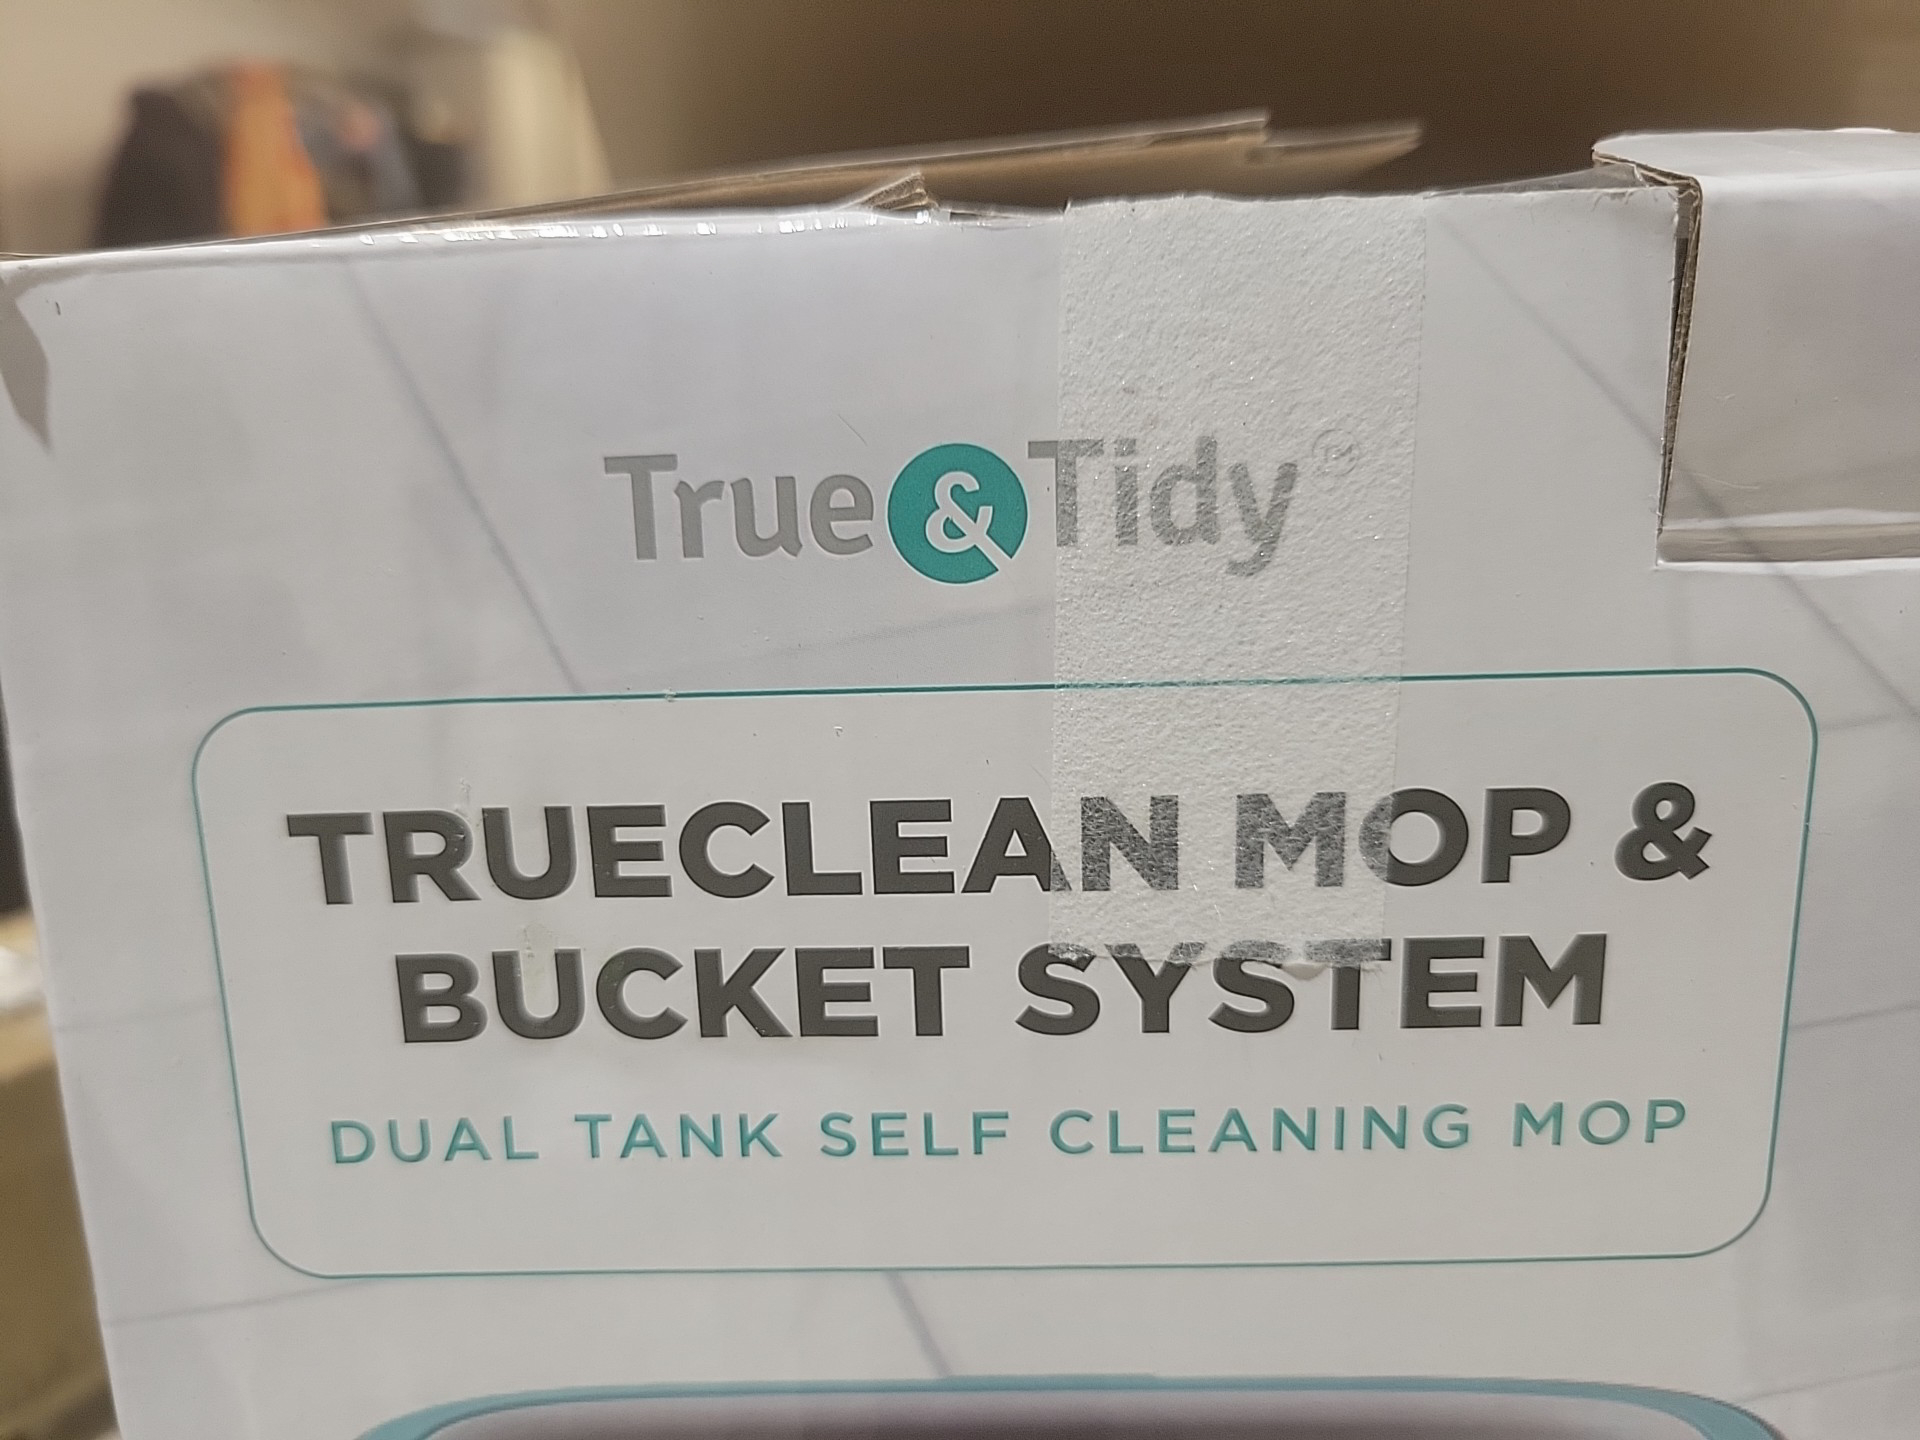 True & Tidy®
TRUECLEAN MOP &
BUCKET SYSTEM
DUAL TANK SELF CLEANING MOP